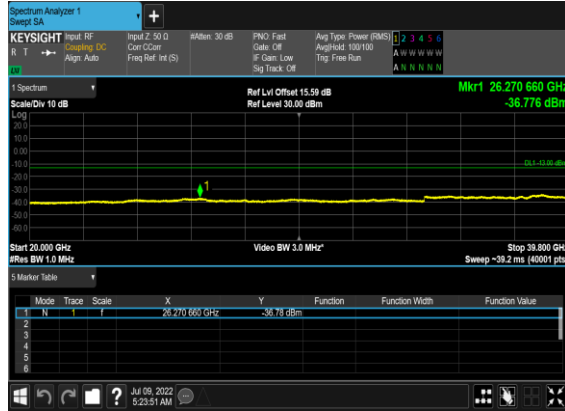 Spectrum Analyzer 1
Swept SA
KEYSIGHT Input: RF Input Z: 50 Ω #Atten: 30 dB PNO: Fast Avg Type: Power (RMS) 1 2 3 4 5 6
R T Coupling: DC Corr CCorr Gate: Off Avg|Hold: 100/100 A W W W W W
Align: Auto Freq Ref: Int (S) IF Gain: Low Trig: Free Run
Sig Track: Off A N N N N N
1 Spectrum Ref Lvl Offset 15.59 dB Mkr1 26.270 660 GHz
Scale/Div 10 dB Ref Level 30.00 dBm -36.776 dBm
Log
20.0
10.0
0.00
-10.0 DL1 -13.00 dBm
-20.0
-30.0 1
-40.0
-50.0
-60.0
Start 20.000 GHz Video BW 3.0 MHz* Stop 39.800 GHz
#Res BW 1.0 MHz Sweep ~39.2 ms (40001 pts)
5 Marker Table
Mode Trace Scale X Y Function Function Width Function Value
1 N 1 f 26.270 660 GHz -36.78 dBm
2
3
4
5
6
? Jul 09, 2022
5:23:51 AM